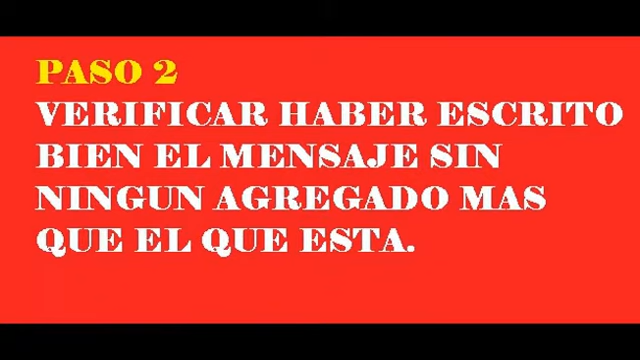 PASO 2
VERIFICAR HABER ESCRITO
BIEN EL MENSAJE SIN
NINGUN AGREGADO MAS
QUE EL QUE ESTA.